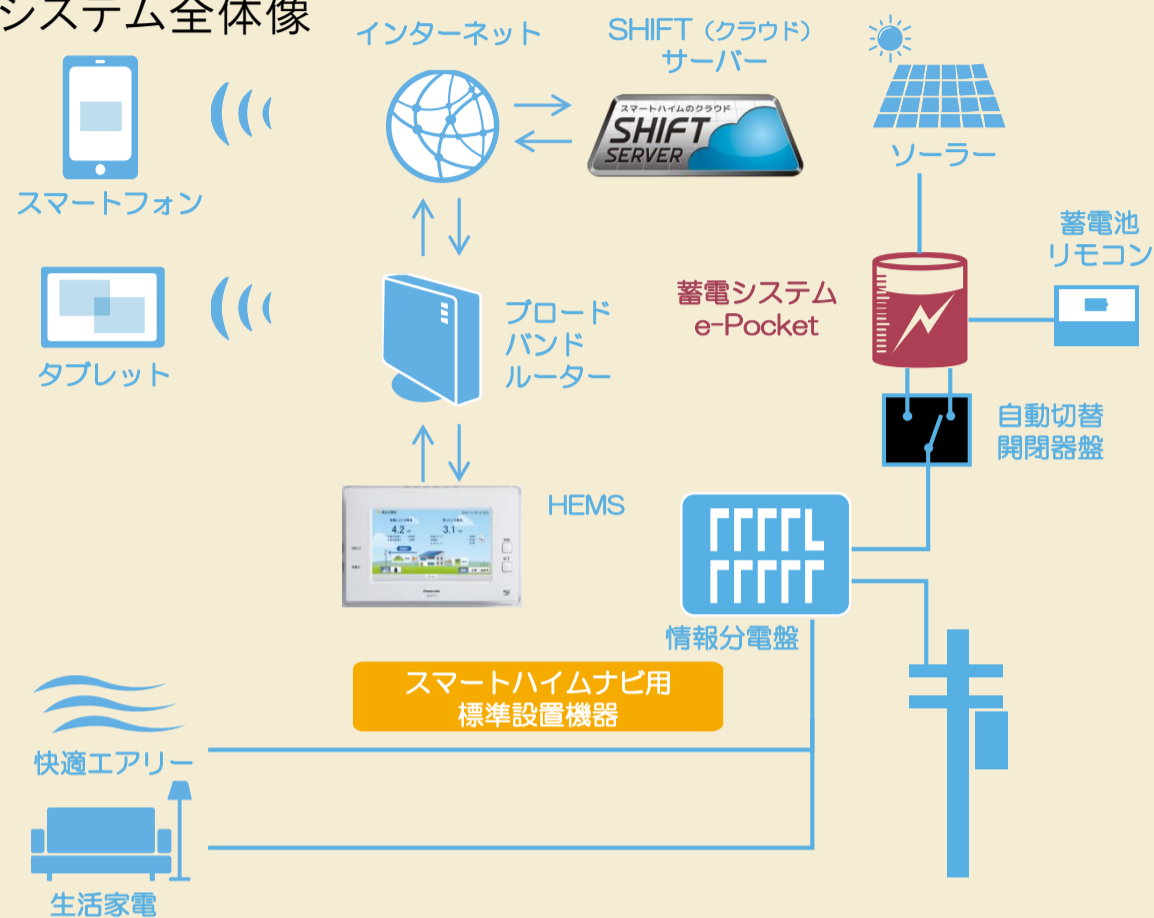 システム全体像
インターネット
SHIFT（クラウド）
サーバー
スマートハイムのクラウド
SHIFT
SERVER
スマートフォン
ソーラー
蓄電池
リモコン
蓄電システム
e-Pocket
タブレット
ブロード
バンド
ルーター
自動切替
開閉器盤
HEMS
4.2
3.1
Panasonic
情報分電盤
スマートハイムナビ用
標準設置機器
快適エアリー
生活家電